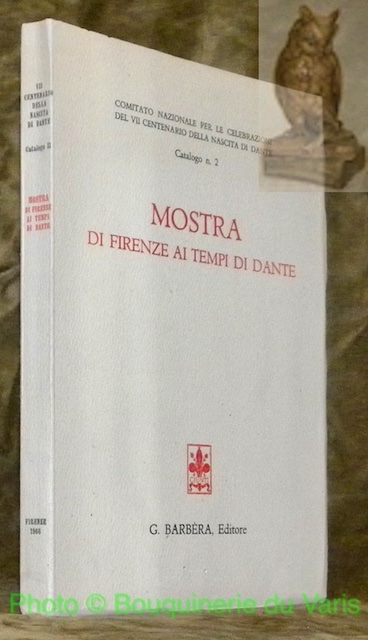 VII
CENTENARIO
DELLA
NASCITA
DI DANTE
Catalogo II
MOSTRA
DI FIRENZE
AI TEMPI
DI DANTE
FIRENZE
1966
COMITATO NAZIONALE PER LE CELEBRAZIONI
DEL VII CENTENARIO DELLA NASCITA DI DANTE
Catalogo n. 2
MOSTRA
DI FIRENZE AI TEMPI DI DANTE
G. BARBÈRA, Editore
Photo © Bouquinerie du Varis